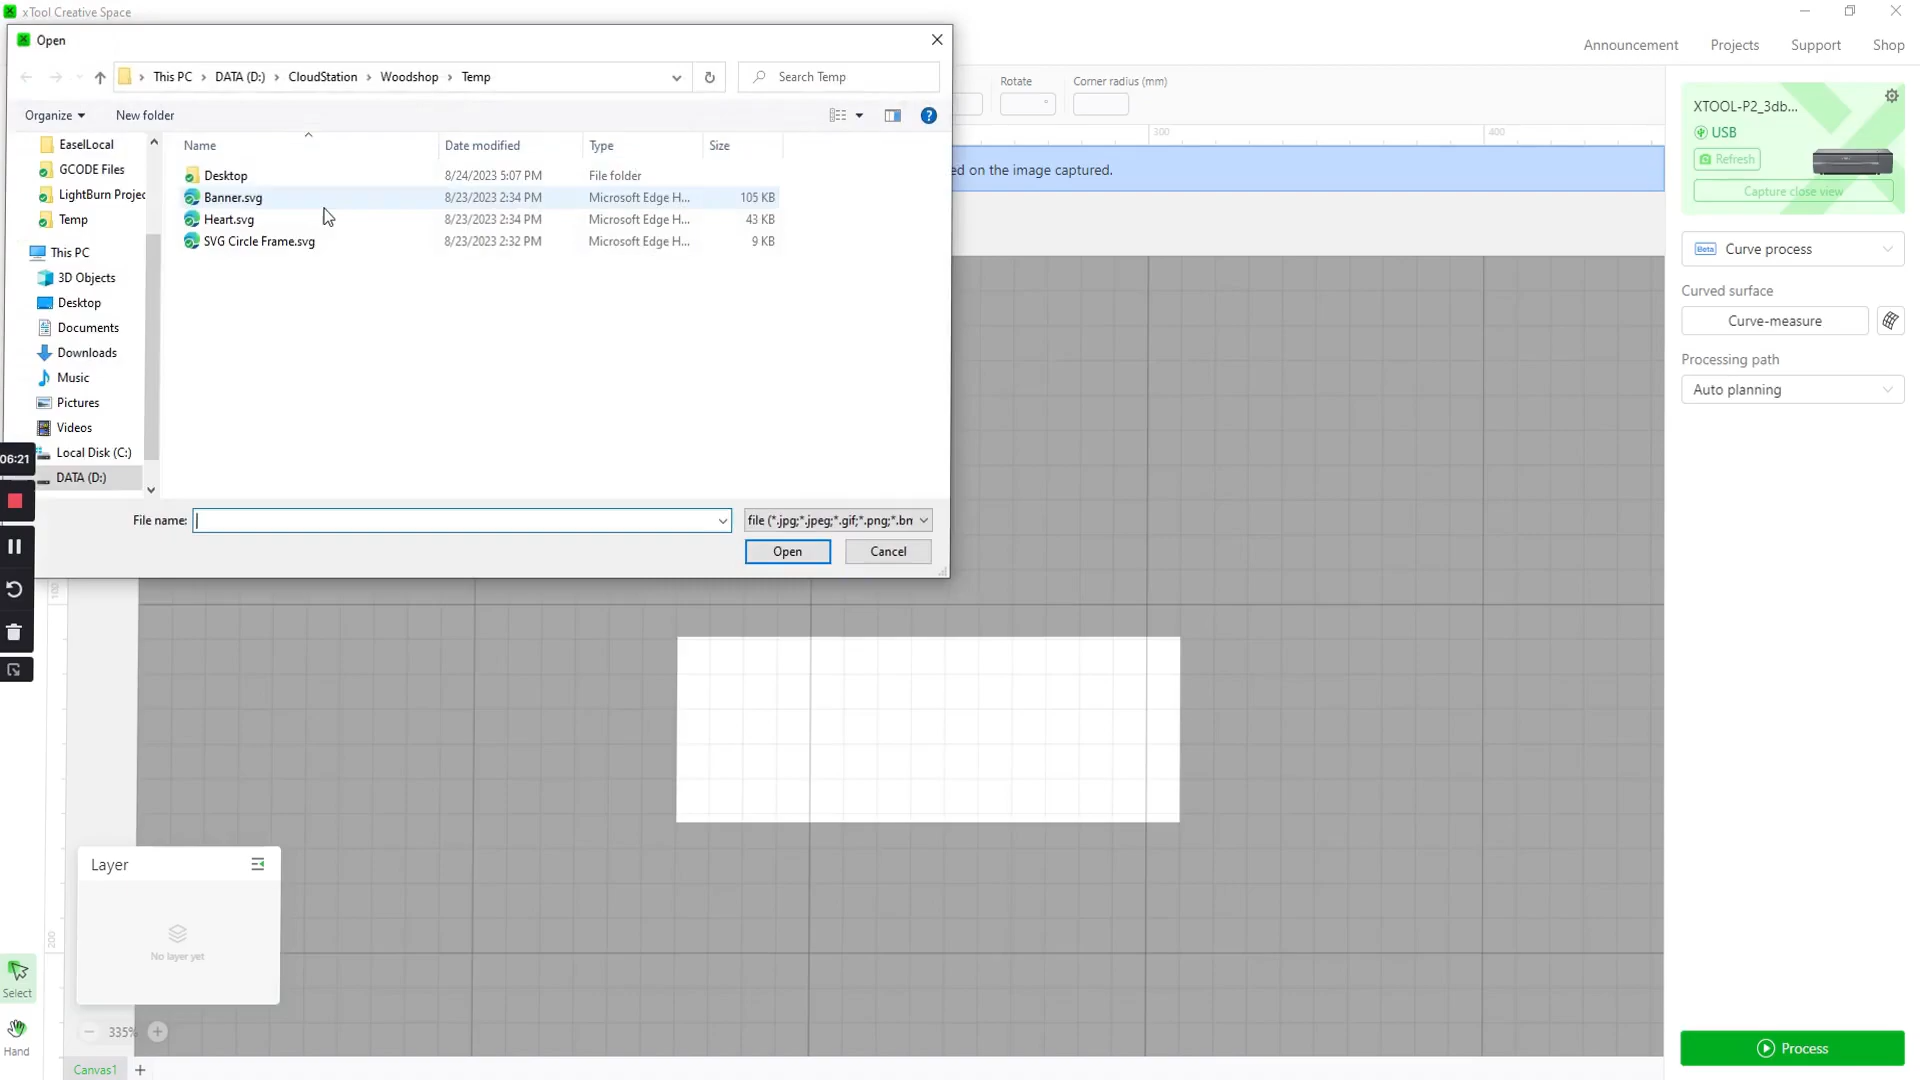 xTool Creative Space
Open
Announcement
Projects
Support
Shop
This PC > DATA (D:) > CloudStation > Woodshop > Temp
Search Temp
Rotate
Corner radius (mm)
Organize
New folder
Name
Date modified
Type
Size
Desktop 8/24/2023 5:07 PM File folder
Banner.svg 8/23/2023 2:34 PM Microsoft Edge H... 105 KB
Heart.svg 8/23/2023 2:34 PM Microsoft Edge H... 43 KB
SVG Circle Frame.svg 8/23/2023 2:32 PM Microsoft Edge H... 9 KB
EaselLocal
GCODE Files
LightBurn Projec
Temp
This PC
3D Objects
Desktop
Documents
Downloads
Music
Pictures
Videos
Local Disk (C:)
DATA (D:)
File name:
file (*.jpg;*.jpeg;*.gif;*.png;*.bn
Open
Cancel
300
400
ed on the image captured.
XTOOL-P2_3db...
USB
Refresh
Capture close view
Beta Curve process
Curved surface
Curve-measure
Processing path
Auto planning
06:21
100
200
Layer
No layer yet
Select
Hand
335%
Canvas1
Process